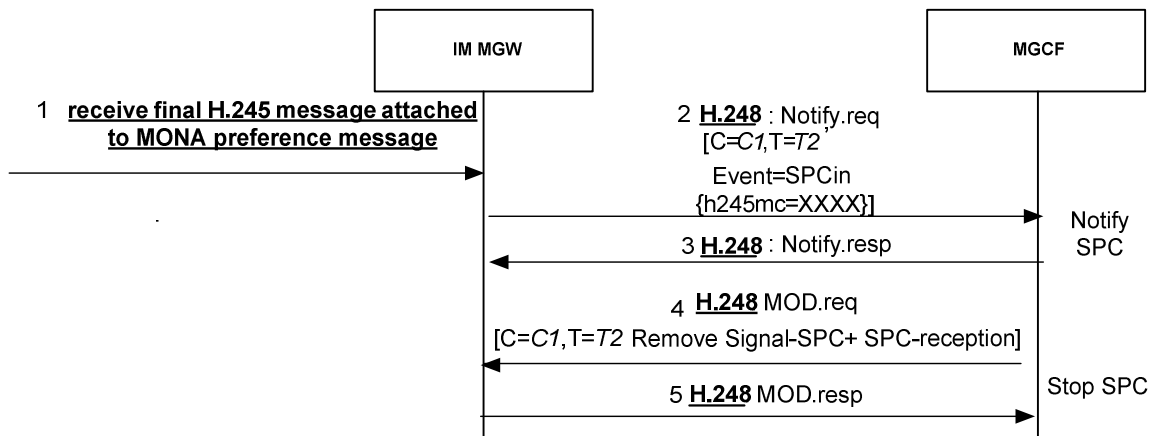 IM MGW
MGCF
1 receive final H.245 message attached
to MONA preference message
2 H.248 : Notify.req
[C=C1,T=T2’
Event=SPCin
{h245mc=XXXX}]
Notify
SPC
3 H.248 : Notify.resp
4 H.248 MOD.req
[C=C1,T=T2 Remove Signal-SPC+ SPC-reception]
Stop SPC
5 H.248 MOD.resp